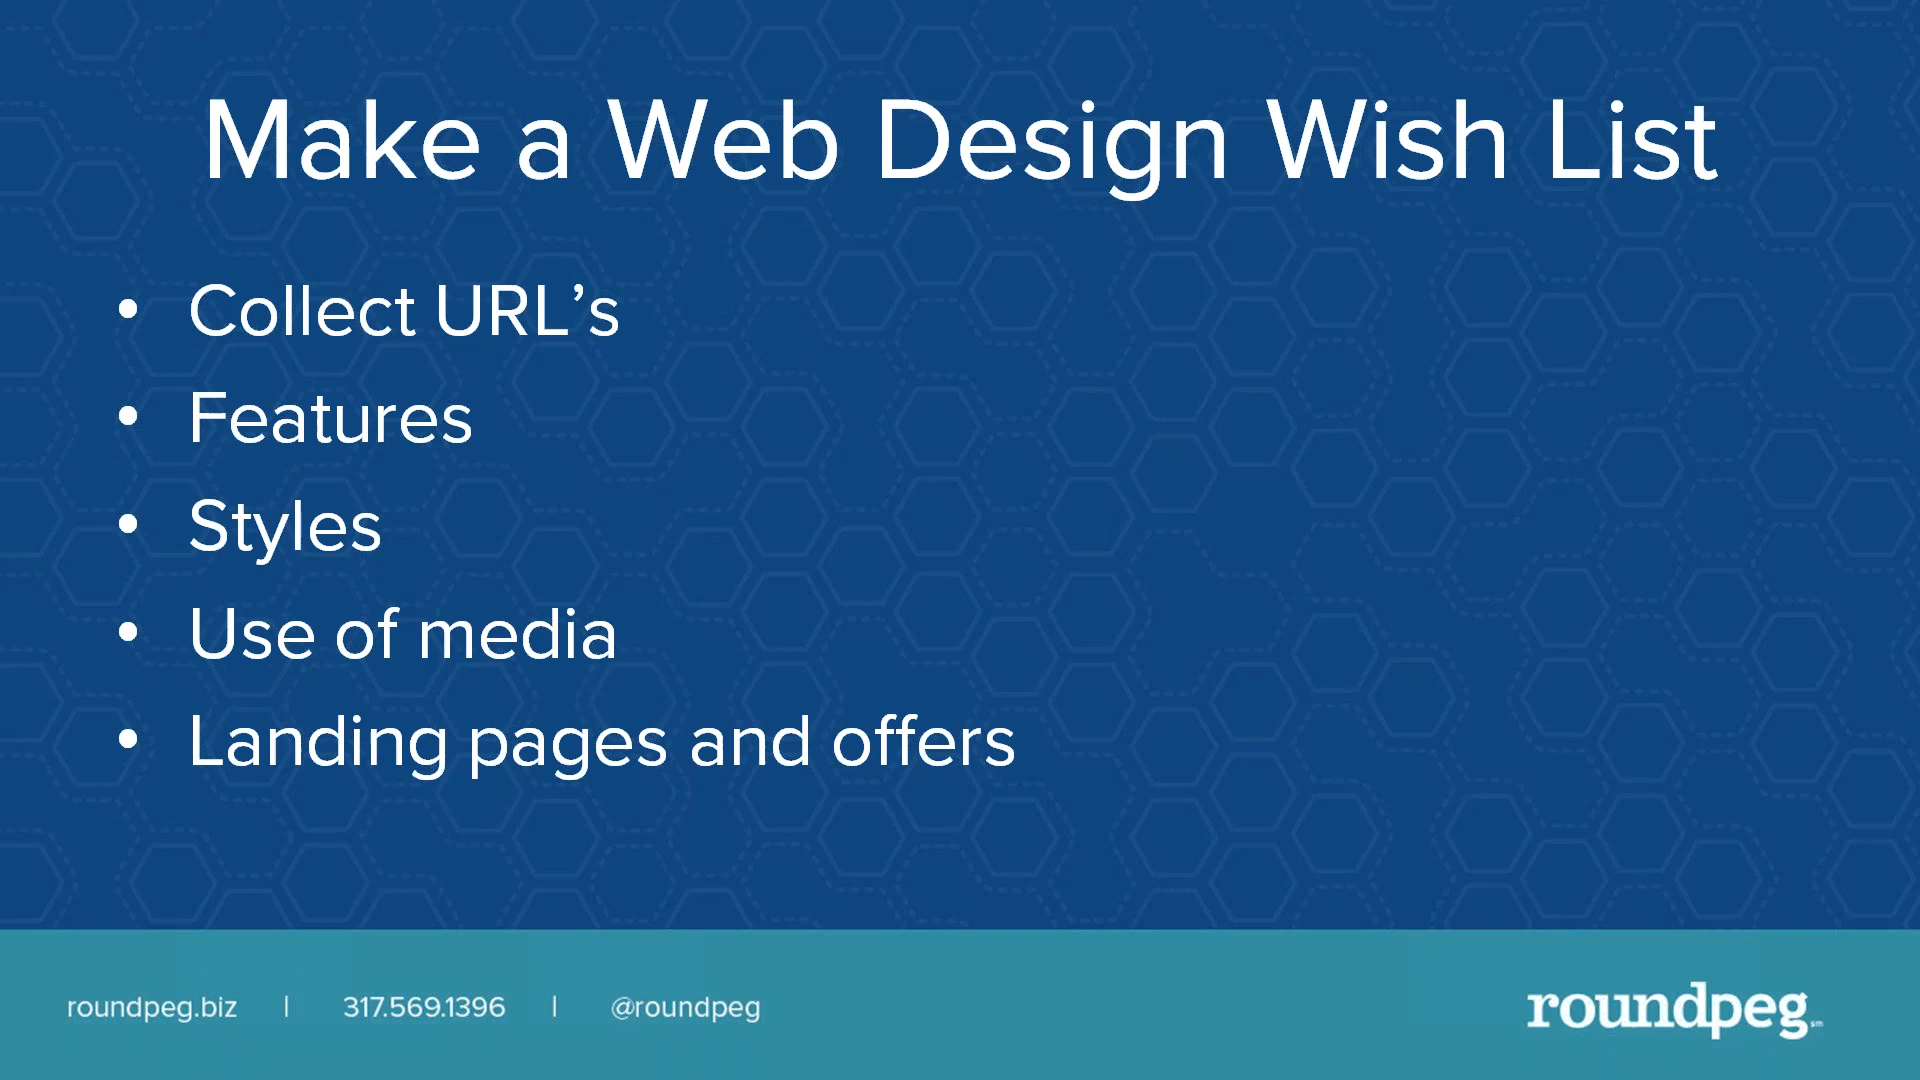 Make a Web Design Wish List
• Collect URL’s
• Features
• Styles
• Use of media
• Landing pages and offers
roundpeg.biz | 317.569.1396 | @roundpeg
roundpeg℠